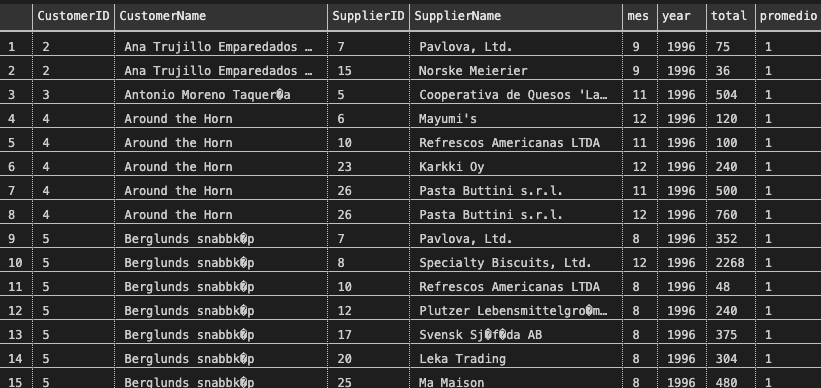 CustomerID CustomerName SupplierID SupplierName mes year total promedio
1 2 Ana Trujillo Emparedados … 7 Pavlova, Ltd. 9 1996 75 1
2 2 Ana Trujillo Emparedados … 15 Norske Meierier 9 1996 36 1
3 3 Antonio Moreno Taquer�a 5 Cooperativa de Quesos 'La… 11 1996 504 1
4 4 Around the Horn 6 Mayumi's 12 1996 120 1
5 4 Around the Horn 10 Refrescos Americanas LTDA 11 1996 100 1
6 4 Around the Horn 23 Karkki Oy 12 1996 240 1
7 4 Around the Horn 26 Pasta Buttini s.r.l. 11 1996 500 1
8 4 Around the Horn 26 Pasta Buttini s.r.l. 12 1996 760 1
9 5 Berglunds snabbk�p 7 Pavlova, Ltd. 8 1996 352 1
10 5 Berglunds snabbk�p 8 Specialty Biscuits, Ltd. 12 1996 2268 1
11 5 Berglunds snabbk�p 10 Refrescos Americanas LTDA 8 1996 48 1
12 5 Berglunds snabbk�p 12 Plutzer Lebensmittelgro�m… 8 1996 240 1
13 5 Berglunds snabbk�p 17 Svensk Sj�f�da AB 8 1996 375 1
14 5 Berglunds snabbk�p 20 Leka Trading 8 1996 304 1
15 5 Berglunds snabbk�p 25 Ma Maison 8 1996 480 1